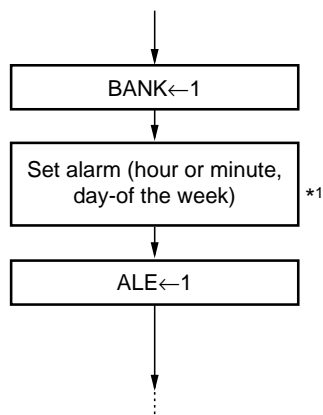 BANK←1
Set alarm (hour or minute,
day-of the week)
*1
ALE←1